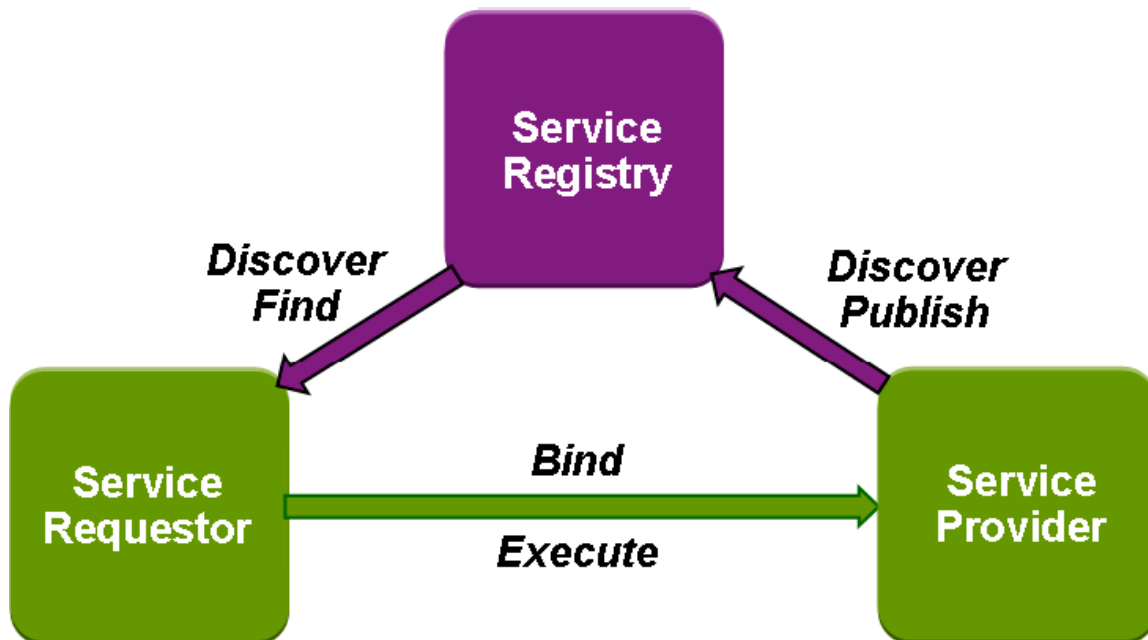 Service
Registry
Discover
Find
Discover
Publish
Service
Requestor
Bind
Execute
Service
Provider